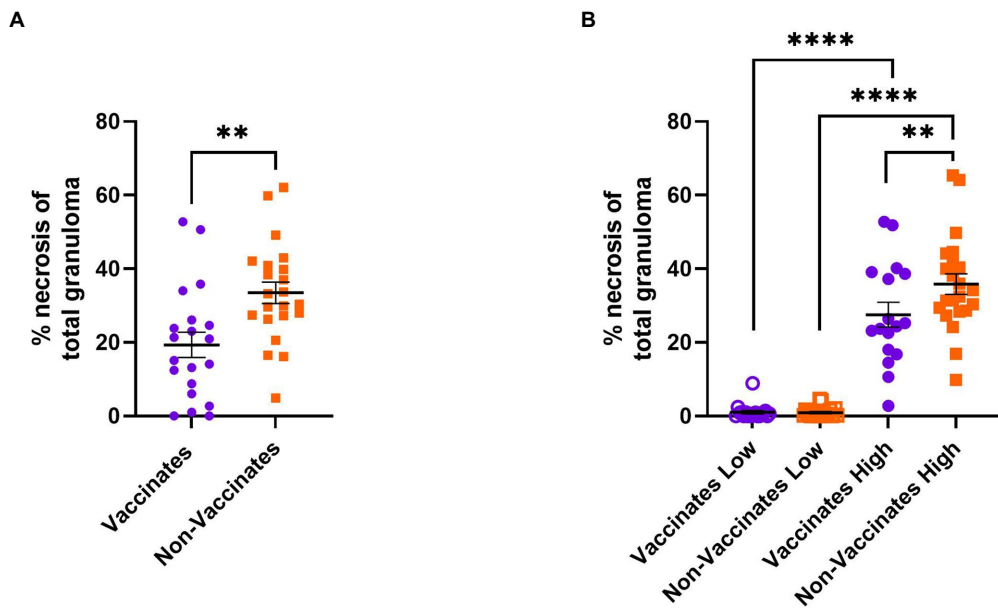 A
B
**
****
****
**
% necrosis of
total granuloma
80
60
40
20
0
Vaccinates
Non-Vaccinates
% necrosis of
total granuloma
80
60
40
20
0
Vaccinates Low
Non-Vaccinates Low
Vaccinates High
Non-Vaccinates High